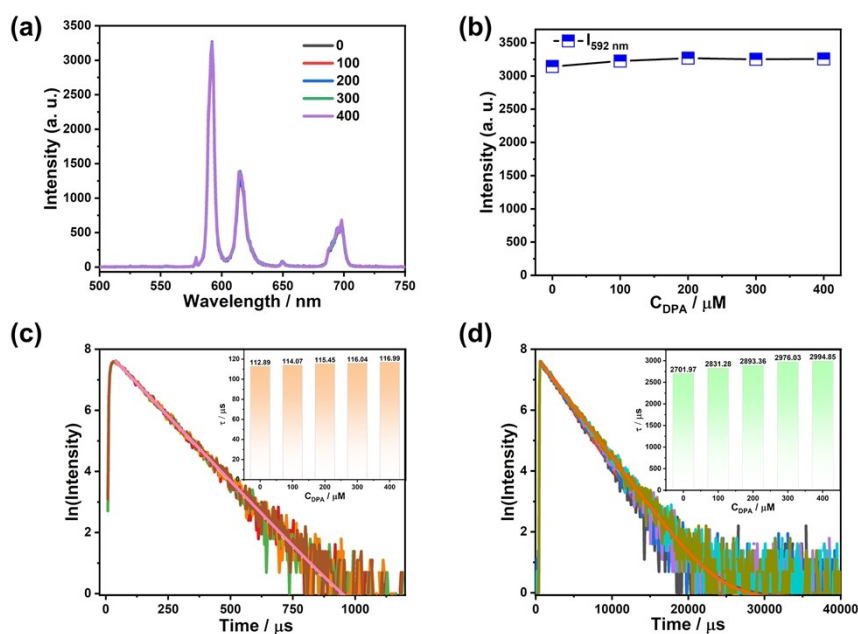 (a)
3500
3000
2500
2000
1500
1000
500
0
Intensity (a. u.)
0
100
200
300
400
500 550 600 650 700 750
Wavelength / nm
(b)
3500
3000
2500
2000
1500
1000
500
0
Intensity (a. u.)
I592 nm
0 100 200 300 400
CDPA / μM
(c)
8
6
4
2
0
ln(Intensity)
0 250 500 750 1000
Time / μs
120
100
80
60
40
20
0
τ / μs
112.89 114.07 115.45 116.04 116.99
0 100 200 300 400
CDPA / μM
(d)
8
6
4
2
0
ln(Intensity)
0 10000 20000 30000 40000
Time / μs
3000
2500
2000
1500
1000
500
0
τ / μs
2701.97 2831.28 2893.36 2976.03 2994.85
0 100 200 300 400
CDPA / μM